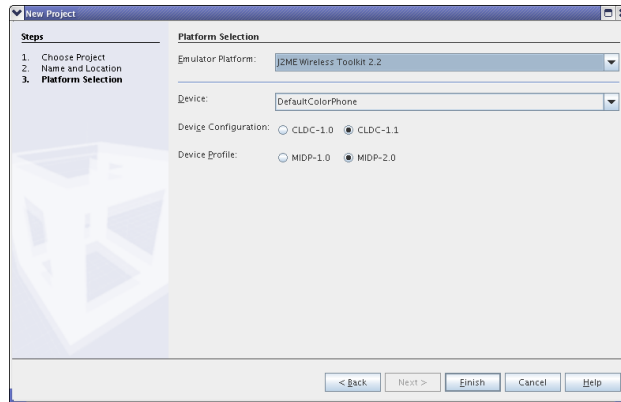 New Project
Steps
1. Choose Project
2. Name and Location
3. Platform Selection
Platform Selection
Emulator Platform: J2ME Wireless Toolkit 2.2
Device: DefaultColorPhone
Device Configuration: CLDC-1.0 CLDC-1.1
Device Profile: MIDP-1.0 MIDP-2.0
< Back Next > Finish Cancel Help